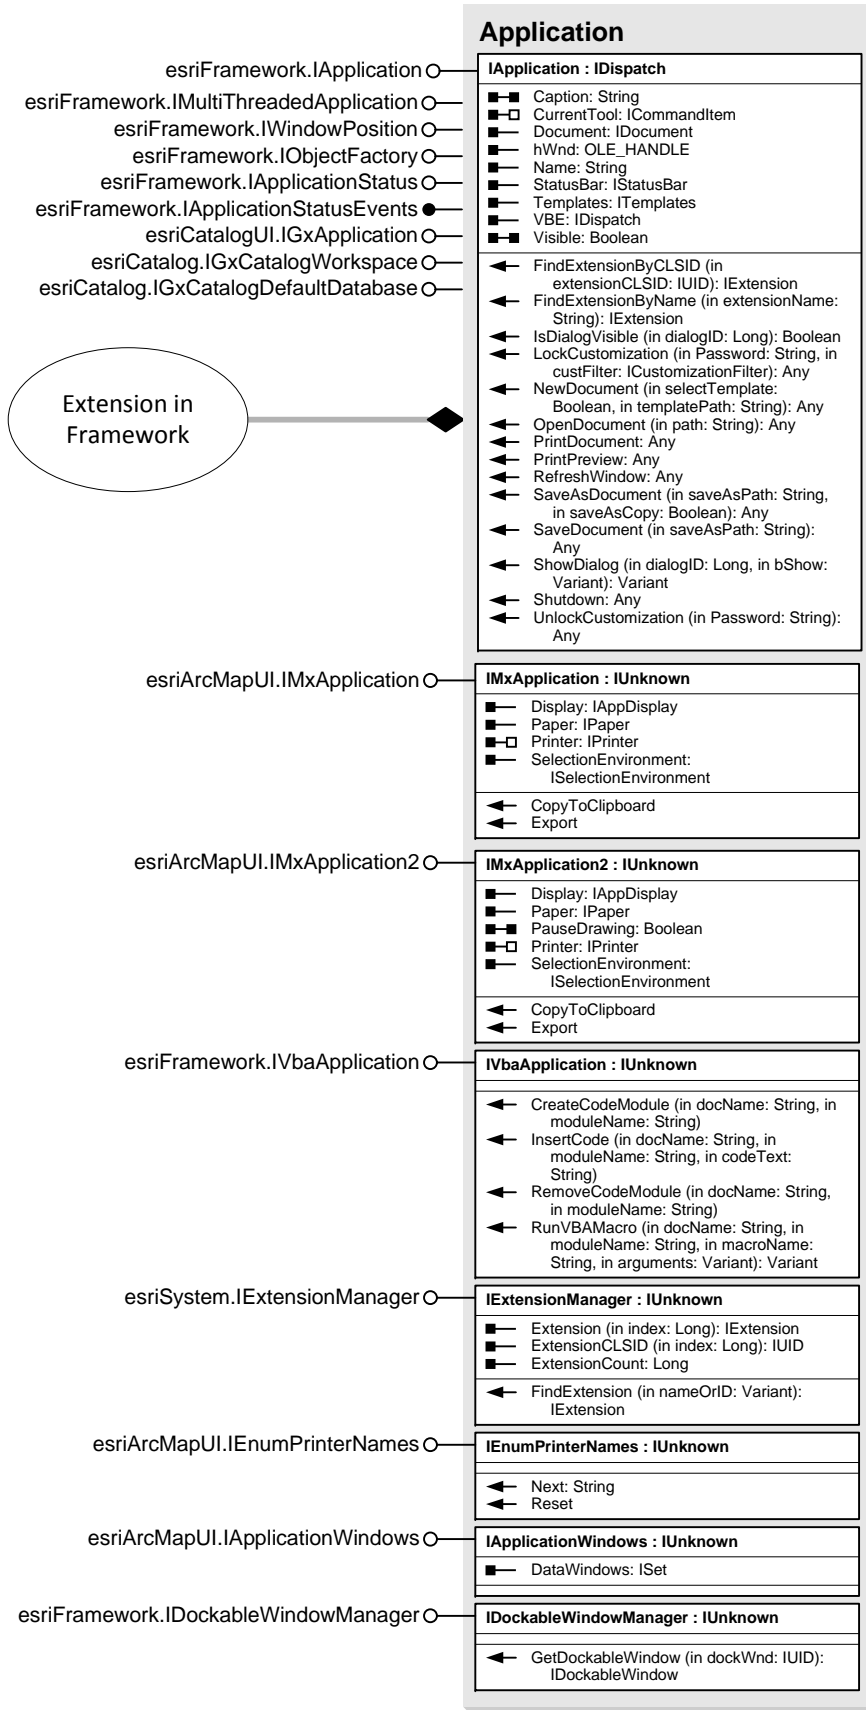 Application
esriFramework.IApplication
esriFramework.IMultiThreadedApplication
esriFramework.IWindowPosition
esriFramework.IObjectFactory
esriFramework.IApplicationStatus
esriFramework.IApplicationStatusEvents
esriCatalogUI.IGxApplication
esriCatalog.IGxCatalogWorkspace
esriCatalog.IGxCatalogDefaultDatabase
Extension in
Framework
IApplication : IDispatch
Caption: String
CurrentTool: ICommandItem
Document: IDocument
hWnd: OLE_HANDLE
Name: String
StatusBar: IStatusBar
Templates: ITemplates
VBE: IDispatch
Visible: Boolean
FindExtensionByCLSID (in
extensionCLSID: IUID): IExtension
FindExtensionByName (in extensionName:
String): IExtension
IsDialogVisible (in dialogID: Long): Boolean
LockCustomization (in Password: String, in
custFilter: ICustomizationFilter): Any
NewDocument (in selectTemplate:
Boolean, in templatePath: String): Any
OpenDocument (in path: String): Any
PrintDocument: Any
PrintPreview: Any
RefreshWindow: Any
SaveAsDocument (in saveAsPath: String,
in saveAsCopy: Boolean): Any
SaveDocument (in saveAsPath: String):
Any
ShowDialog (in dialogID: Long, in bShow:
Variant): Variant
Shutdown: Any
UnlockCustomization (in Password: String):
Any
esriArcMapUI.IMxApplication
IMxApplication : IUnknown
Display: IAppDisplay
Paper: IPaper
Printer: IPrinter
SelectionEnvironment:
ISelectionEnvironment
CopyToClipboard
Export
esriArcMapUI.IMxApplication2
IMxApplication2 : IUnknown
Display: IAppDisplay
Paper: IPaper
PauseDrawing: Boolean
Printer: IPrinter
SelectionEnvironment:
ISelectionEnvironment
CopyToClipboard
Export
esriFramework.IVbaApplication
IVbaApplication : IUnknown
CreateCodeModule (in docName: String, in
moduleName: String)
InsertCode (in docName: String, in
moduleName: String, in codeText:
String)
RemoveCodeModule (in docName: String,
in moduleName: String)
RunVBAMacro (in docName: String, in
moduleName: String, in macroName:
String, in arguments: Variant): Variant
esriSystem.IExtensionManager
IExtensionManager : IUnknown
Extension (in index: Long): IExtension
ExtensionCLSID (in index: Long): IUID
ExtensionCount: Long
FindExtension (in nameOrID: Variant):
IExtension
esriArcMapUI.IEnumPrinterNames
IEnumPrinterNames : IUnknown
Next: String
Reset
esriArcMapUI.IApplicationWindows
IApplicationWindows : IUnknown
DataWindows: ISet
esriFramework.IDockableWindowManager
IDockableWindowManager : IUnknown
GetDockableWindow (in dockWnd: IUID):
IDockableWindow